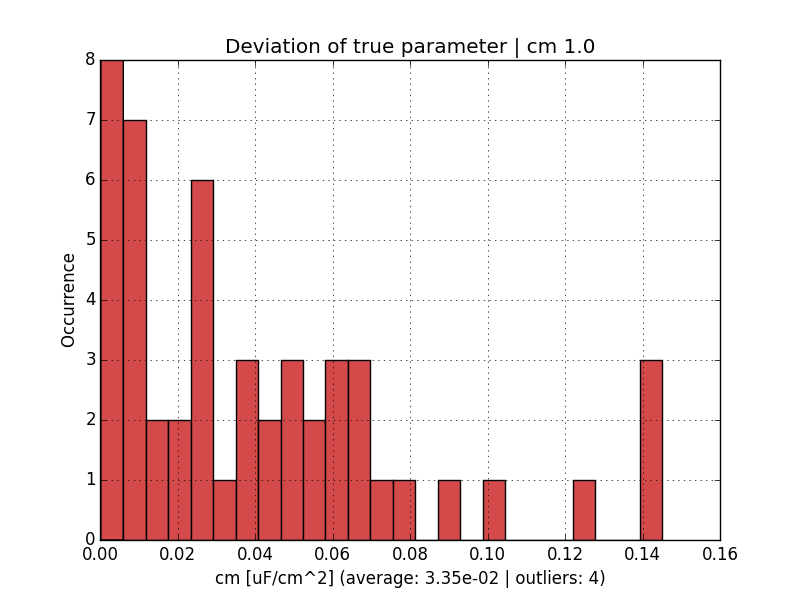 Deviation of true parameter | cm 1.0
8
7
6
5
4
3
2
1
0
Occurrence
0.00 0.02 0.04 0.06 0.08 0.10 0.12 0.14 0.16
cm [uF/cm^2] (average: 3.35e-02 | outliers: 4)